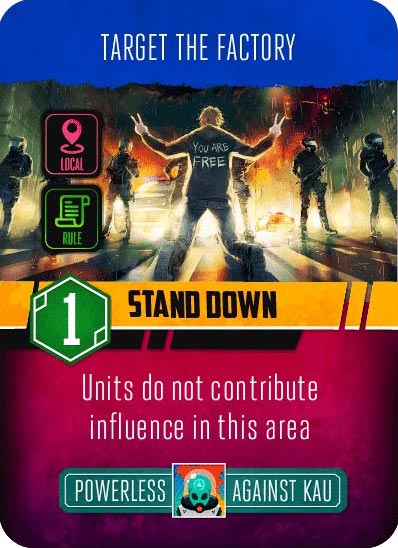 TARGET THE FACTORY
YOU ARE
FREE
LOCAL
RULE
1
STAND DOWN
Units do not contribute
influence in this area
POWERLESS AGAINST KAU